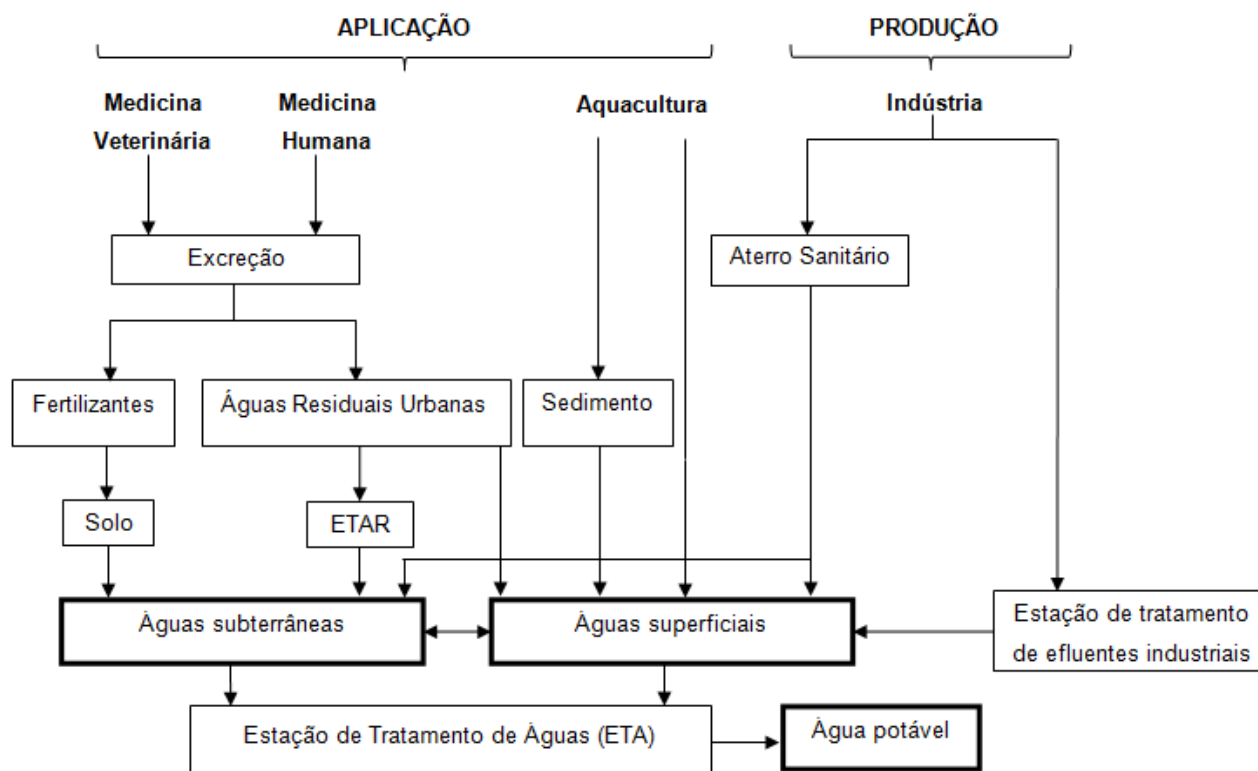 APLICAÇÃO
PRODUÇÃO
Medicina
Veterinária
Medicina
Humana
Aquacultura
Indústria
Excreção
Aterro Sanitário
Fertilizantes
Águas Residuais Urbanas
Sedimento
Solo
ETAR
Águas subterrâneas
Águas superficiais
Estação de tratamento
de efluentes industriais
Estação de Tratamento de Águas (ETA)
Água potável